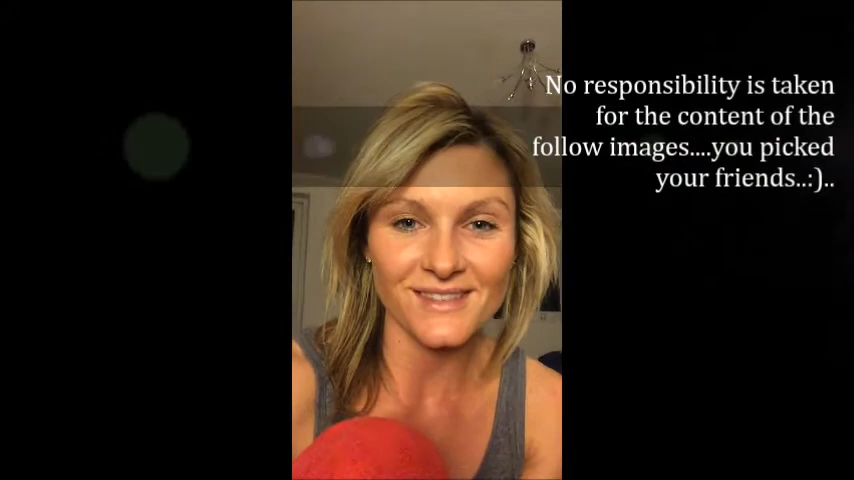 No responsibility is taken
for the content of the
follow images....you picked
your friends..:)..